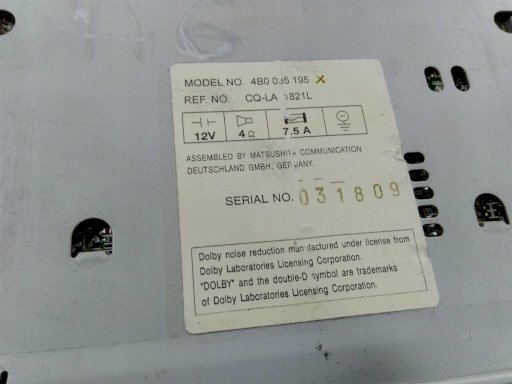 MODEL NO. 4B0 035 195 X
REF. NO. CQ-LA 1821L
12V 4Ω 7.5 A
ASSEMBLED BY MATSUSHITA COMMUNICATION
DEUTSCHLAND GMBH, GERMANY.
SERIAL NO. 031809
Dolby noise reduction manufactured under license from
Dolby Laboratories Licensing Corporation.
"DOLBY" and the double-D symbol are trademarks
of Dolby Laboratories Licensing Corporation.